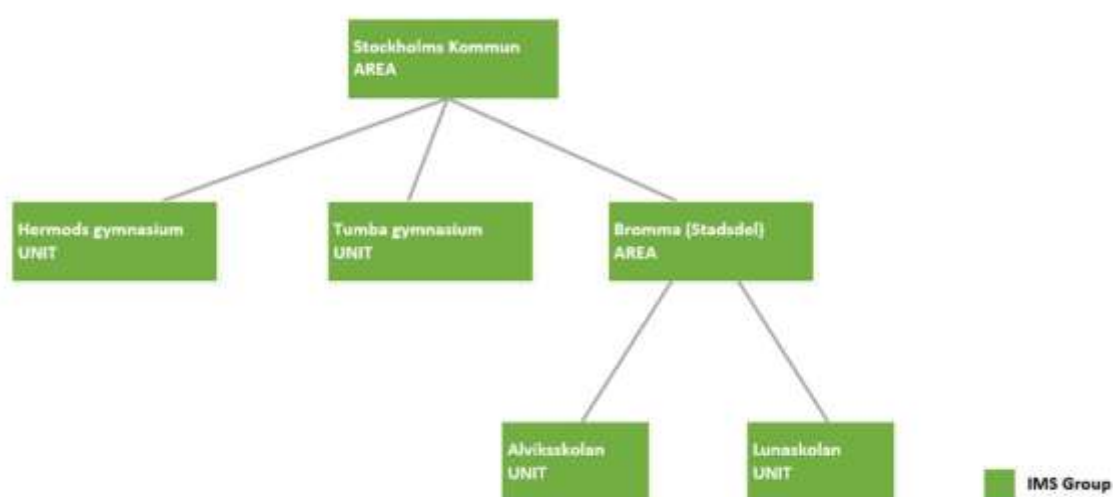 Stockholms Kommun
AREA
Hermods gymnasium
UNIT
Tumba gymnasium
UNIT
Bromma (Stadsdel)
AREA
Alviksskolan
UNIT
Lunaskolan
UNIT
IMS Group